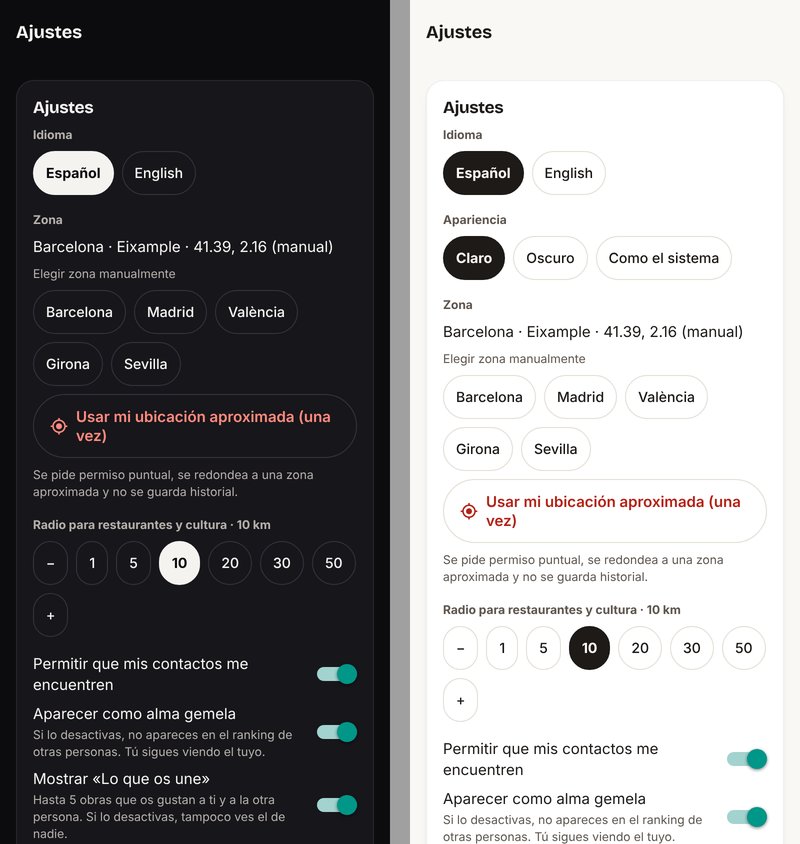 Ajustes
Ajustes
Idioma
Español English
Zona
Barcelona · Eixample · 41.39, 2.16 (manual)
Elegir zona manualmente
Barcelona Madrid València
Girona Sevilla
Usar mi ubicación aproximada (una
vez)
Se pide permiso puntual, se redondea a una zona
aproximada y no se guarda historial.
Radio para restaurantes y cultura · 10 km
– 1 5 10 20 30 50
+
Permitir que mis contactos me
encuentren
Aparecer como alma gemela
Si lo desactivas, no apareces en el ranking de
otras personas. Tú sigues viendo el tuyo.
Mostrar «Lo que os une»
Hasta 5 obras que os gustan a ti y a la otra
persona. Si lo desactivas, tampoco ves el de
nadie.
Ajustes
Ajustes
Idioma
Español English
Apariencia
Claro Oscuro Como el sistema
Zona
Barcelona · Eixample · 41.39, 2.16 (manual)
Elegir zona manualmente
Barcelona Madrid València
Girona Sevilla
Usar mi ubicación aproximada (una
vez)
Se pide permiso puntual, se redondea a una zona
aproximada y no se guarda historial.
Radio para restaurantes y cultura · 10 km
– 1 5 10 20 30 50
+
Permitir que mis contactos me
encuentren
Aparecer como alma gemela
Si lo desactivas, no apareces en el ranking de
otras personas. Tú sigues viendo el tuyo.